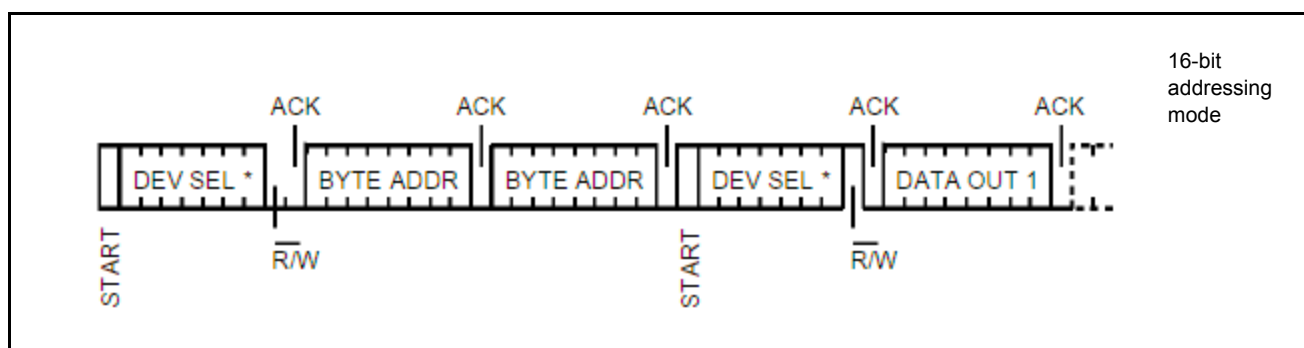 16-bit
addressing
mode
ACK ACK ACK ACK ACK
DEV SEL * BYTE ADDR BYTE ADDR DEV SEL * DATA OUT 1
START R/W START R/W